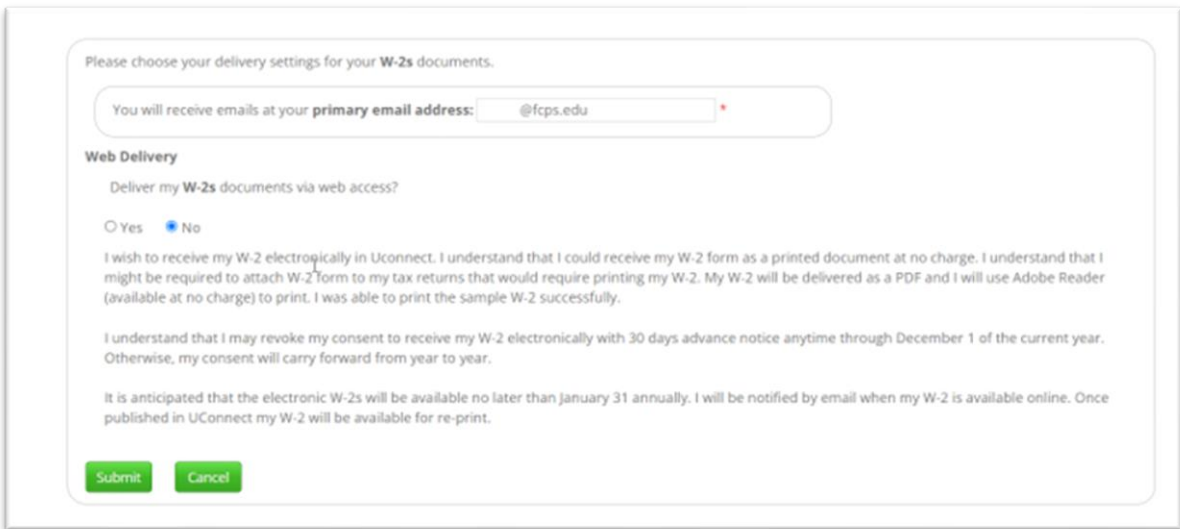 Please choose your delivery settings for your W-2s documents.
You will receive emails at your primary email address: @fcps.edu *
Web Delivery
Deliver my W-2s documents via web access?
Yes No
I wish to receive my W-2 electronically in Uconnect. I understand that I could receive my W-2 form as a printed document at no charge. I understand that I
might be required to attach W-2 form to my tax returns that would require printing my W-2. My W-2 will be delivered as a PDF and I will use Adobe Reader
(available at no charge) to print. I was able to print the sample W-2 successfully.
I understand that I may revoke my consent to receive my W-2 electronically with 30 days advance notice anytime through December 1 of the current year.
Otherwise, my consent will carry forward from year to year.
It is anticipated that the electronic W-2s will be available no later than January 31 annually. I will be notified by email when my W-2 is available online. Once
published in UConnect my W-2 will be available for re-print.
Submit Cancel